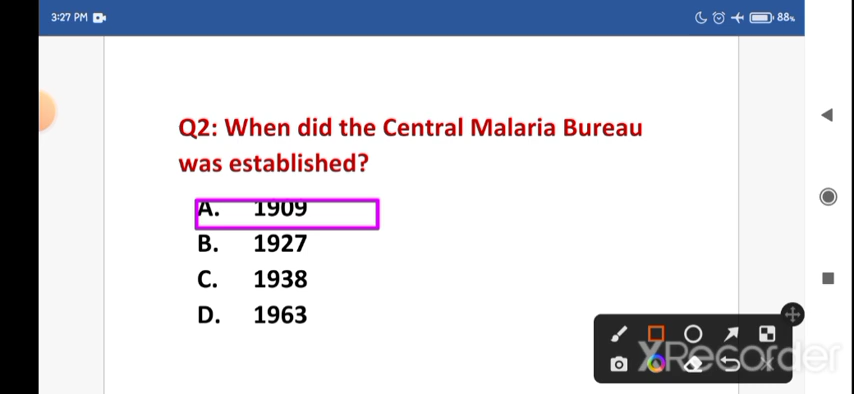 3:27 PM
88%
Q2: When did the Central Malaria Bureau
was established?
A. 1909
B. 1927
C. 1938
D. 1963
XRecorder